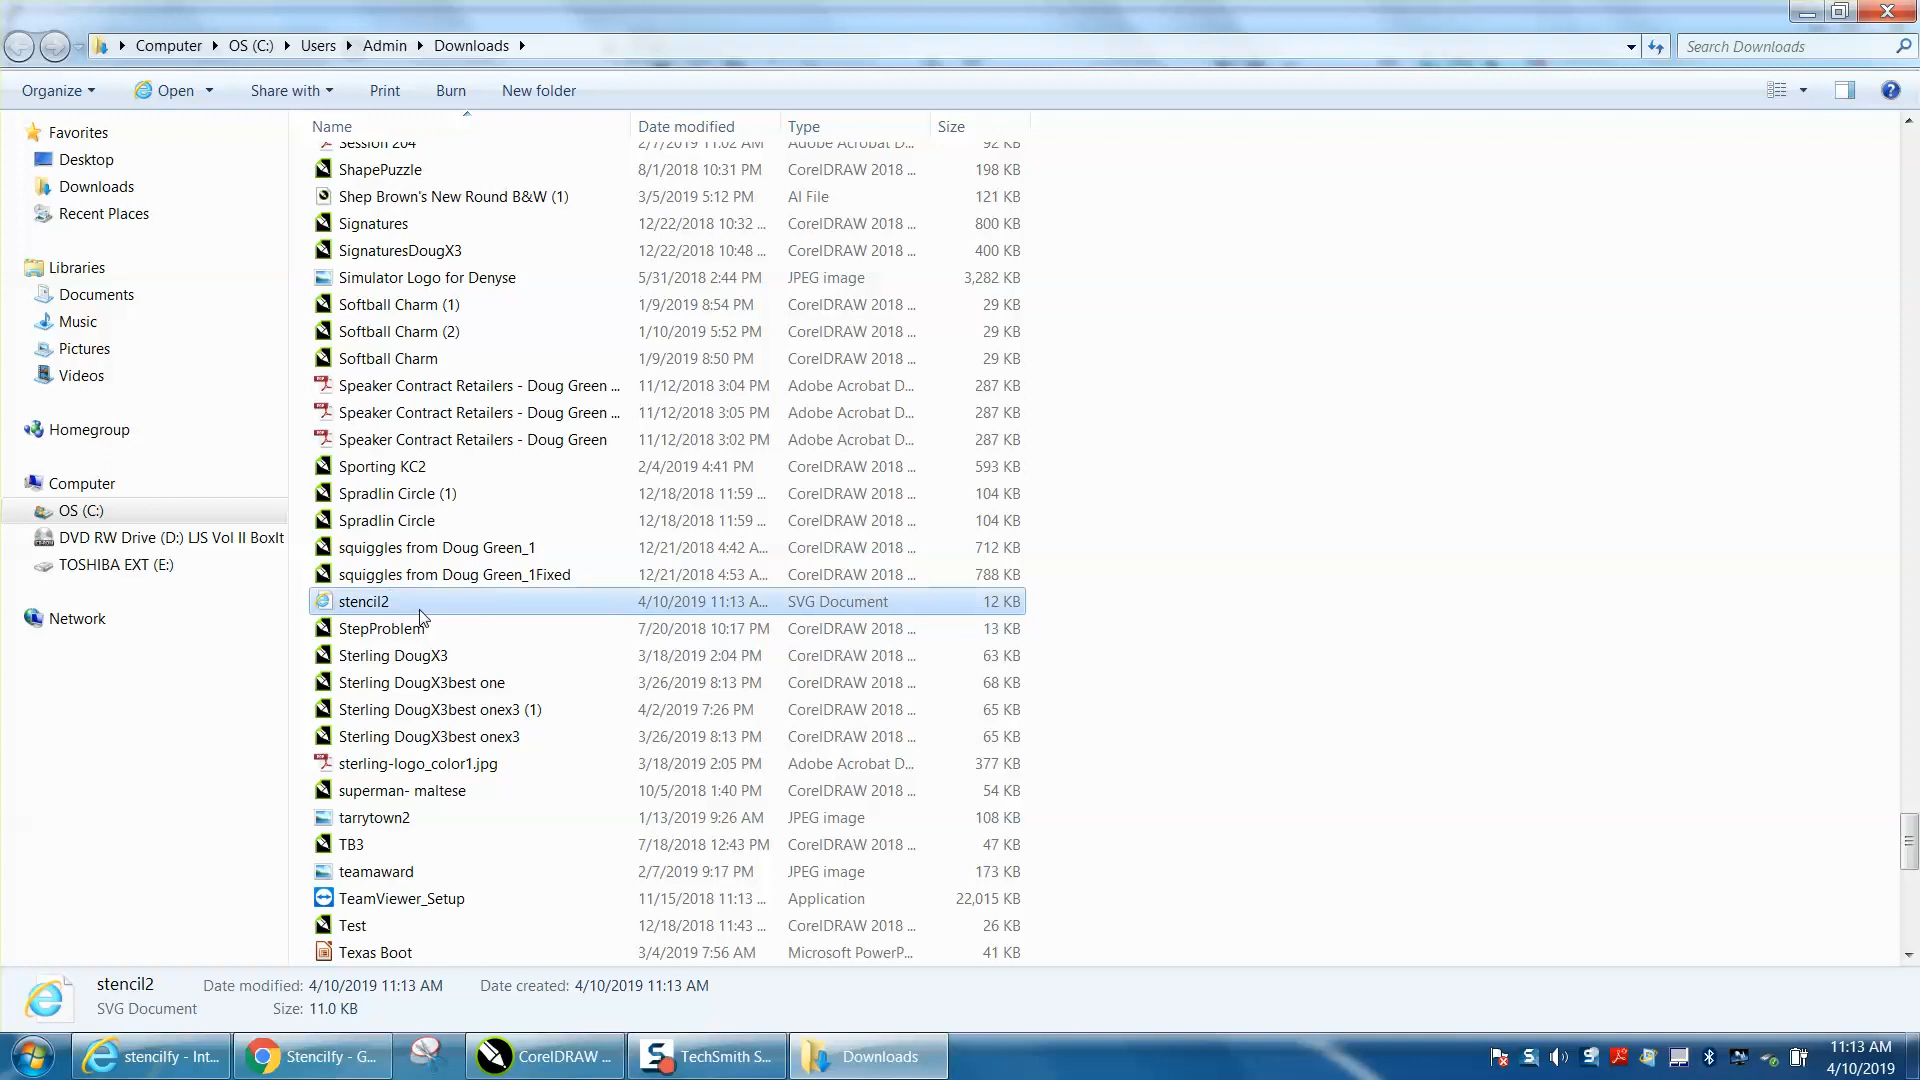 Computer OS (C:) Users Admin Downloads
Search Downloads
Organize Open Share with Print Burn New folder
Name Date modified Type Size
Favorites
Desktop
Downloads
Recent Places
Libraries
Documents
Music
Pictures
Videos
Homegroup
Computer
OS (C:)
DVD RW Drive (D:) LJS Vol II BoxIt
TOSHIBA EXT (E:)
Network
Session 204 2/7/2019 11:02 AM Adobe Acrobat D... 92 KB
ShapePuzzle 8/1/2018 10:31 PM CorelDRAW 2018 ... 198 KB
Shep Brown's New Round B&W (1) 3/5/2019 5:12 PM AI File 121 KB
Signatures 12/22/2018 10:32 ... CorelDRAW 2018 ... 800 KB
SignaturesDougX3 12/22/2018 10:48 ... CorelDRAW 2018 ... 400 KB
Simulator Logo for Denyse 5/31/2018 2:44 PM JPEG image 3,282 KB
Softball Charm (1) 1/9/2019 8:54 PM CorelDRAW 2018 ... 29 KB
Softball Charm (2) 1/10/2019 5:52 PM CorelDRAW 2018 ... 29 KB
Softball Charm 1/9/2019 8:50 PM CorelDRAW 2018 ... 29 KB
Speaker Contract Retailers - Doug Green ... 11/12/2018 3:04 PM Adobe Acrobat D... 287 KB
Speaker Contract Retailers - Doug Green ... 11/12/2018 3:05 PM Adobe Acrobat D... 287 KB
Speaker Contract Retailers - Doug Green 11/12/2018 3:02 PM Adobe Acrobat D... 287 KB
Sporting KC2 2/4/2019 4:41 PM CorelDRAW 2018 ... 593 KB
Spradlin Circle (1) 12/18/2018 11:59 ... CorelDRAW 2018 ... 104 KB
Spradlin Circle 12/18/2018 11:59 ... CorelDRAW 2018 ... 104 KB
squiggles from Doug Green_1 12/21/2018 4:42 A... CorelDRAW 2018 ... 712 KB
squiggles from Doug Green_1Fixed 12/21/2018 4:53 A... CorelDRAW 2018 ... 788 KB
stencil2 4/10/2019 11:13 A... SVG Document 12 KB
StepProblem 7/20/2018 10:17 PM CorelDRAW 2018 ... 13 KB
Sterling DougX3 3/18/2019 2:04 PM CorelDRAW 2018 ... 63 KB
Sterling DougX3best one 3/26/2019 8:13 PM CorelDRAW 2018 ... 68 KB
Sterling DougX3best onex3 (1) 4/2/2019 7:26 PM CorelDRAW 2018 ... 65 KB
Sterling DougX3best onex3 3/26/2019 8:13 PM CorelDRAW 2018 ... 65 KB
sterling-logo_color1.jpg 3/18/2019 2:05 PM Adobe Acrobat D... 377 KB
superman- maltese 10/5/2018 1:40 PM CorelDRAW 2018 ... 54 KB
tarrytown2 1/13/2019 9:26 AM JPEG image 108 KB
TB3 7/18/2018 12:43 PM CorelDRAW 2018 ... 47 KB
teamaward 2/7/2019 9:17 PM JPEG image 173 KB
TeamViewer_Setup 11/15/2018 11:13 ... Application 22,015 KB
Test 12/18/2018 11:43 ... CorelDRAW 2018 ... 26 KB
Texas Boot 3/4/2019 7:56 AM Microsoft PowerP... 41 KB
stencil2 Date modified: 4/10/2019 11:13 AM Date created: 4/10/2019 11:13 AM
SVG Document Size: 11.0 KB
stencilfy - Int... Stencilfy - G... CorelDRAW ... TechSmith S... Downloads
11:13 AM
4/10/2019